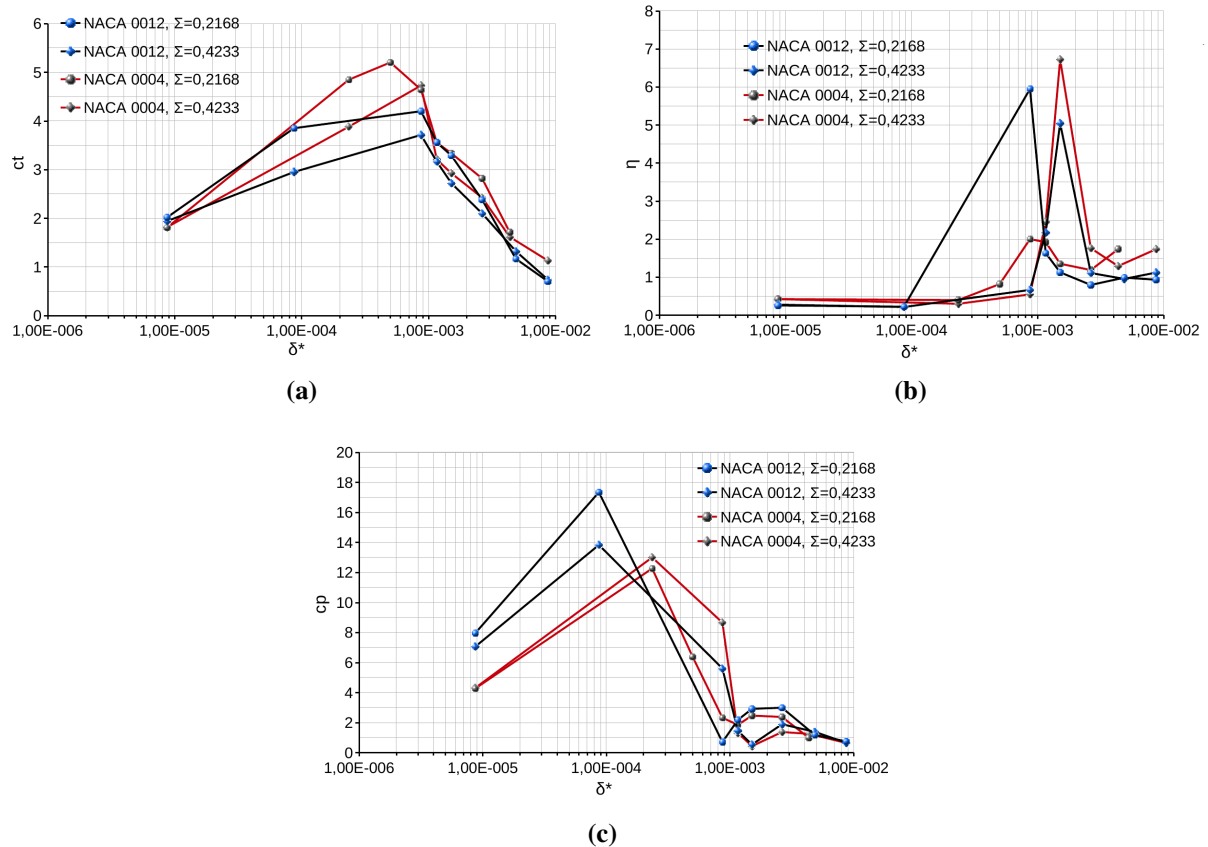 6
5
4
3
2
1
0
ct
NACA 0012, Σ=0,2168
NACA 0012, Σ=0,4233
NACA 0004, Σ=0,2168
NACA 0004, Σ=0,4233
1,00E-006 1,00E-005 1,00E-004 1,00E-003 1,00E-002
δ*
(a)
8
7
6
5
4
3
2
1
0
η
NACA 0012, Σ=0,2168
NACA 0012, Σ=0,4233
NACA 0004, Σ=0,2168
NACA 0004, Σ=0,4233
1,00E-006 1,00E-005 1,00E-004 1,00E-003 1,00E-002
δ*
(b)
20
18
16
14
12
10
8
6
4
2
0
cp
NACA 0012, Σ=0,2168
NACA 0012, Σ=0,4233
NACA 0004, Σ=0,2168
NACA 0004, Σ=0,4233
1,00E-006 1,00E-005 1,00E-004 1,00E-003 1,00E-002
δ*
(c)